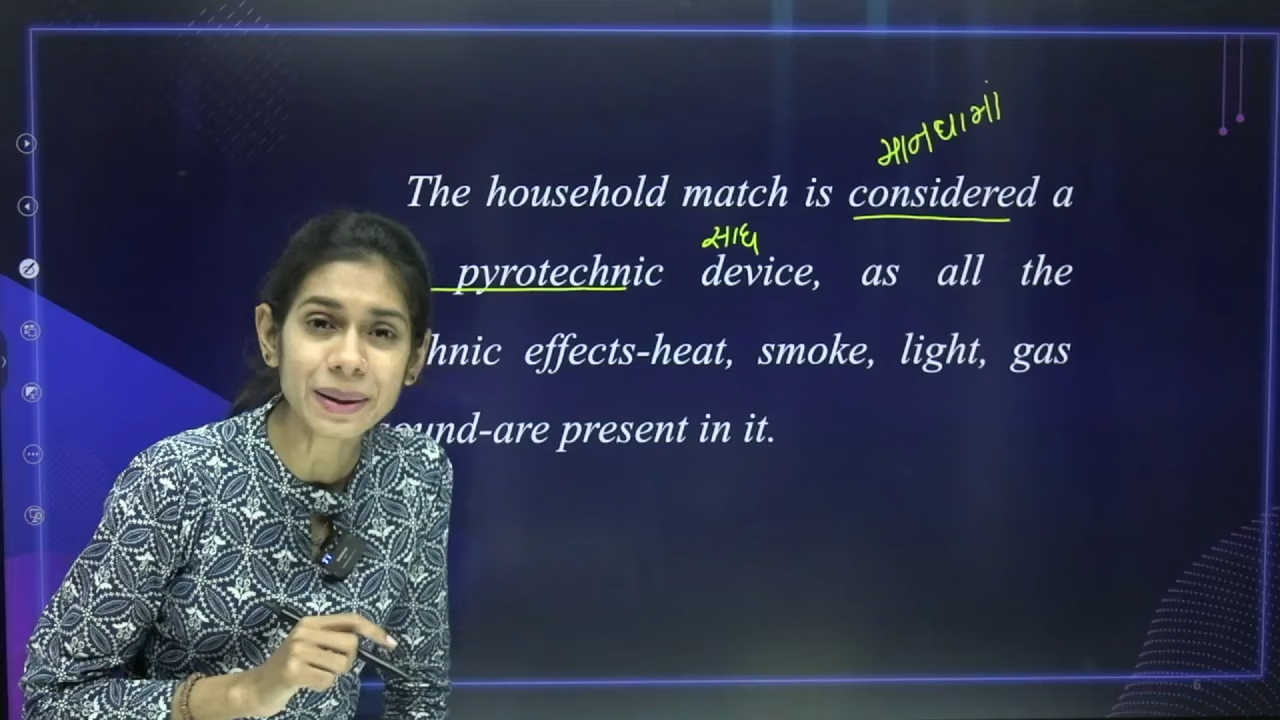 માનવામાં
The household match is considered a
સાધ
pyrotechnic device, as all the
hnic effects-heat, smoke, light, gas
ound-are present in it.
6